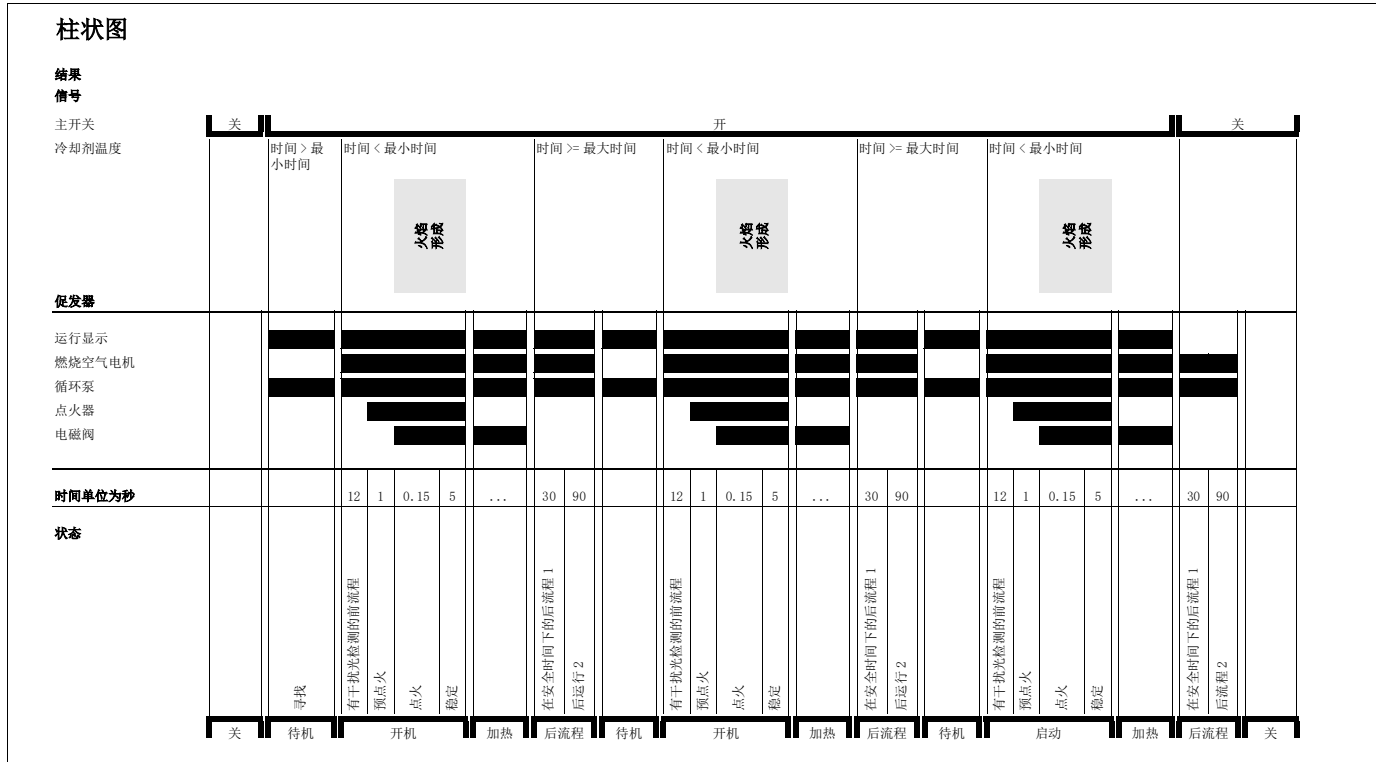 柱状图
结果
信号
主开关 关 开 关
冷却剂温度 时间 > 最 时间 < 最小时间 时间 >= 最大时间 时间 < 最小时间 时间 >= 最大时间 时间 < 最小时间
小时间
火焰 火焰 火焰
形成 形成 形成
促发器
运行显示
燃烧空气电机
循环泵
点火器
电磁阀
时间单位为秒 12 1 0.15 5 ... 30 90 12 1 0.15 5 ... 30 90 12 1 0.15 5 ... 30 90
状态
寻找
有干扰光检测的前流程
预点火
点火
稳定
在安全时间下的后流程 1
后运行 2
有干扰光检测的前流程
预点火
点火
稳定
在安全时间下的后流程 1
后运行 2
有干扰光检测的前流程
预点火
点火
稳定
在安全时间下的后流程 1
后流程 2
关 待机 开机 加热 后流程 待机 开机 加热 后流程 待机 启动 加热 后流程 关